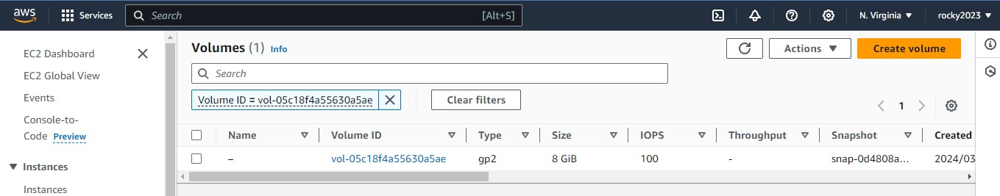 aws Services Search [Alt+S] N. Virginia rocky2023
EC2 Dashboard
EC2 Global View
Events
Console-to-
Code Preview
Instances
Instances
Volumes (1) Info Actions Create volume
Search
Volume ID = vol-05c18f4a55630a5ae Clear filters
1
Name Volume ID Type Size IOPS Throughput Snapshot Created
– vol-05c18f4a55630a5ae gp2 8 GiB 100 - snap-0d4808a... 2024/03